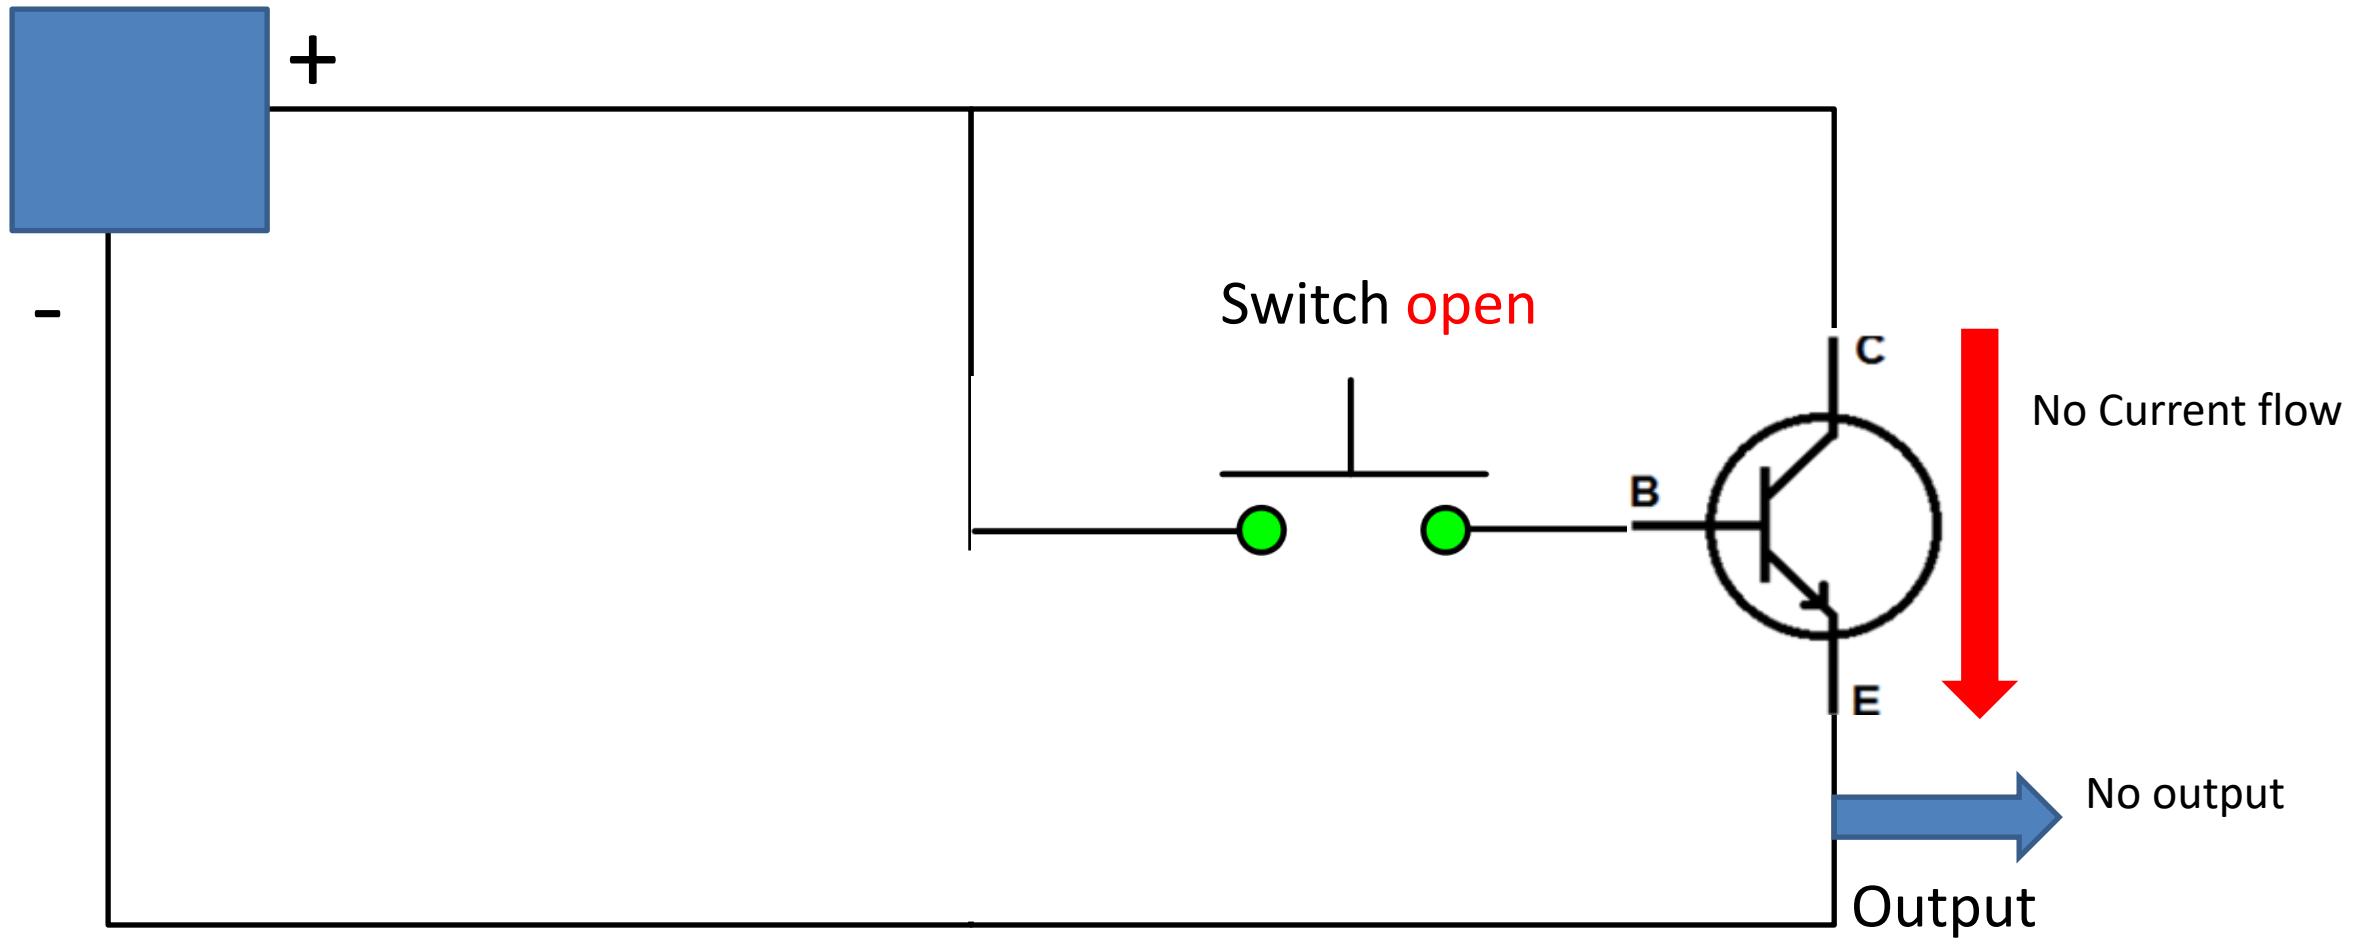 +
-
Switch open
C
No Current flow
B
E
No output
Output